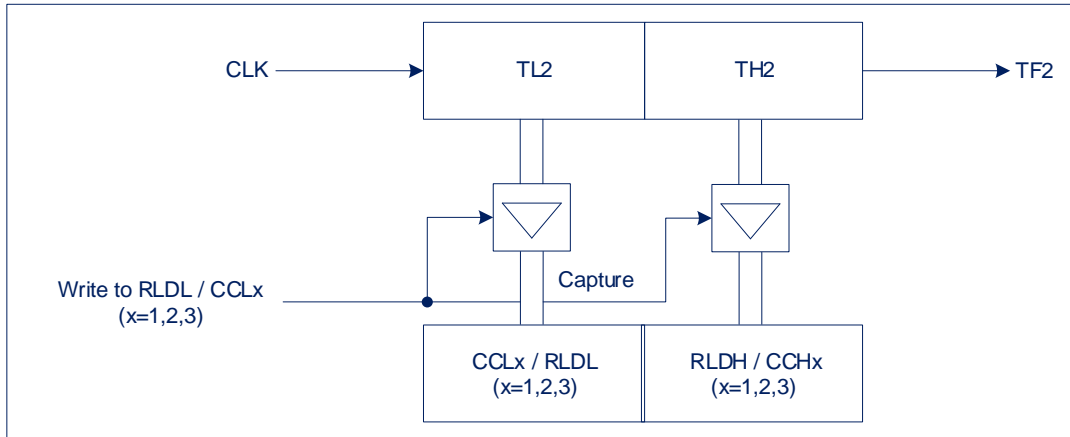 CLK
TL2
TH2
TF2
Capture
Write to RLDL / CCLx
(x=1,2,3)
CCLx / RLDL
(x=1,2,3)
RLDH / CCHx
(x=1,2,3)